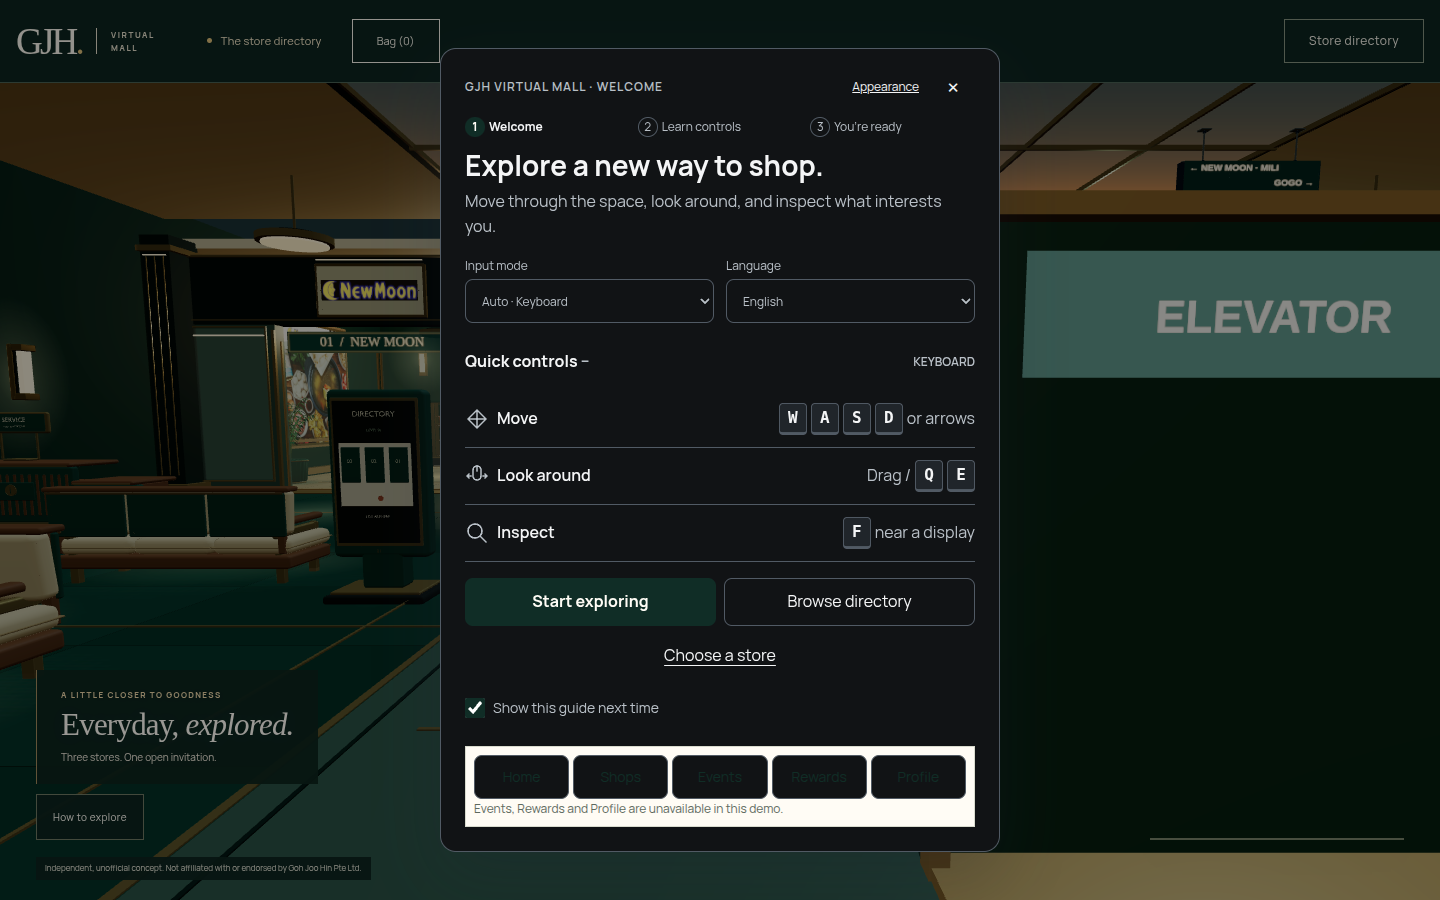 GJH.
VIRTUAL
MALL
The store directory
Bag (0)
Store directory
GJH VIRTUAL MALL · WELCOME
Appearance
×
1 Welcome
2 Learn controls
3 You're ready
Explore a new way to shop.
Move through the space, look around, and inspect what interests
you.
Input mode
Language
Auto · Keyboard
English
Quick controls –
KEYBOARD
Move
W A S D or arrows
Look around
Drag / Q E
Inspect
F near a display
Start exploring
Browse directory
Choose a store
Show this guide next time
Home
Shops
Events
Rewards
Profile
Events, Rewards and Profile are unavailable in this demo.
← NEW MOON · MILI
GOGO →
ELEVATOR
NewMoon
01 / NEW MOON
SERVICE
DIRECTORY
A LITTLE CLOSER TO GOODNESS
Everyday, explored.
Three stores. One open invitation.
How to explore
Independent, unofficial concept. Not affiliated with or endorsed by Goh Joo Hin Pte Ltd.